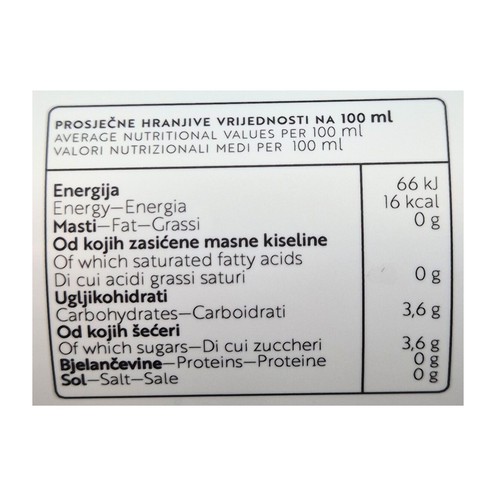 PROSJEČNE HRANJIVE VRIJEDNOSTI NA 100 ml
AVERAGE NUTRITIONAL VALUES PER 100 ml
VALORI NUTRIZIONALI MEDI PER 100 ml
Energija 66 kJ
Energy—Energia 16 kcal
Masti—Fat—Grassi 0 g
Od kojih zasićene masne kiseline
Of which saturated fatty acids
Di cui acidi grassi saturi 0 g
Ugljikohidrati
Carbohydrates—Carboidrati 3,6 g
Od kojih šećeri
Of which sugars—Di cui zuccheri 3,6 g
Bjelančevine—Proteins—Proteine 0 g
Sol—Salt—Sale 0 g